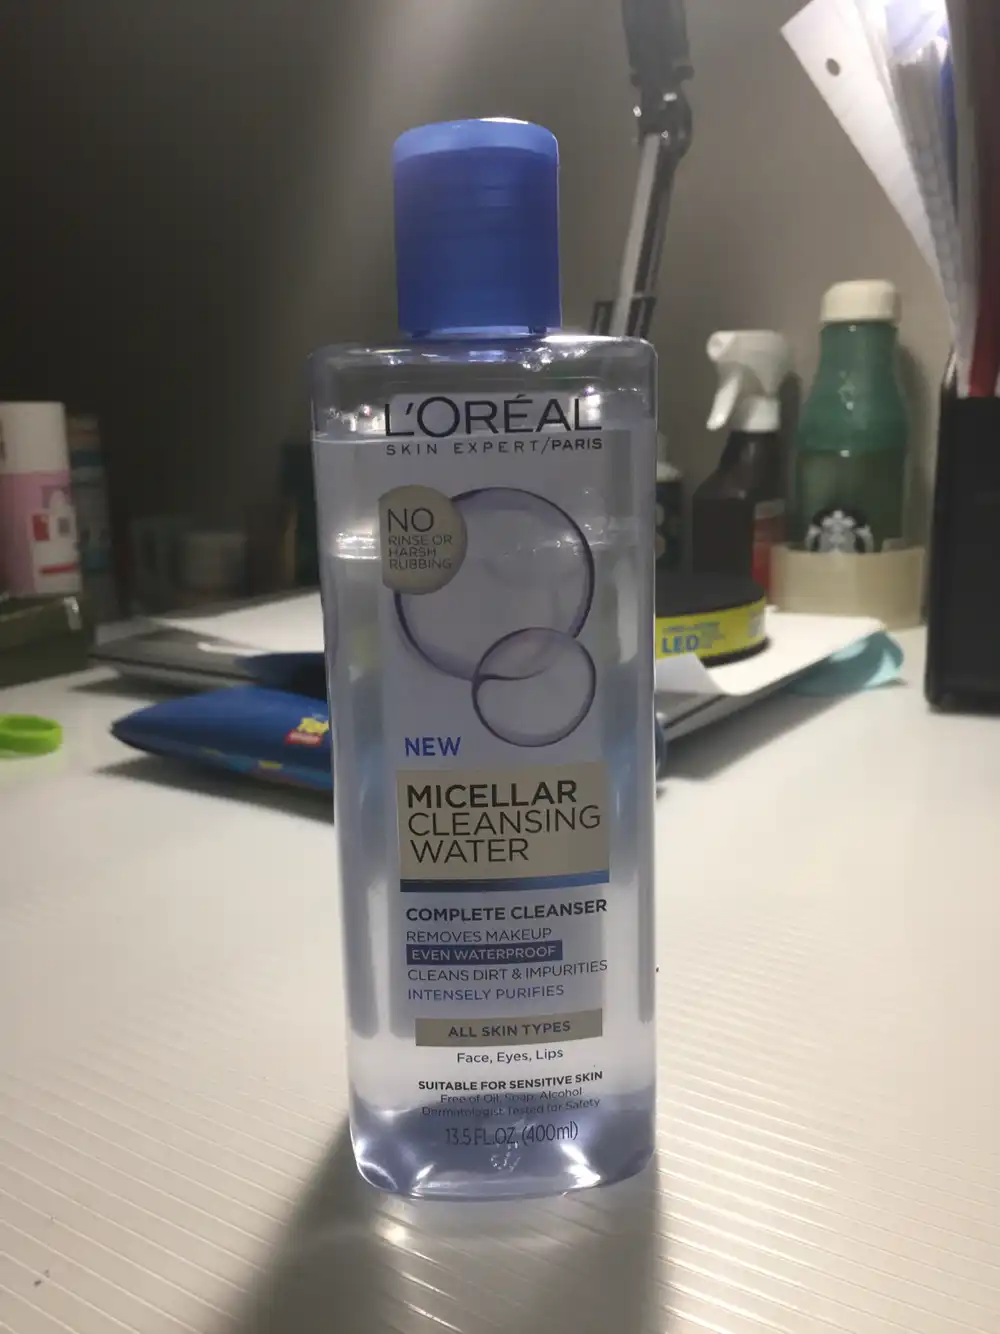 L'ORÉAL
SKIN EXPERT/PARIS
NO
RINSE OR
HARSH
RUBBING
NEW
MICELLAR
CLEANSING
WATER
COMPLETE CLEANSER
REMOVES MAKEUP
EVEN WATERPROOF
CLEANS DIRT & IMPURITIES
INTENSELY PURIFIES
ALL SKIN TYPES
Face, Eyes, Lips
SUITABLE FOR SENSITIVE SKIN
Free of Oil, Soap, Alcohol
Dermatologist Tested for Safety
13.5 FL.OZ. (400ml)
LED